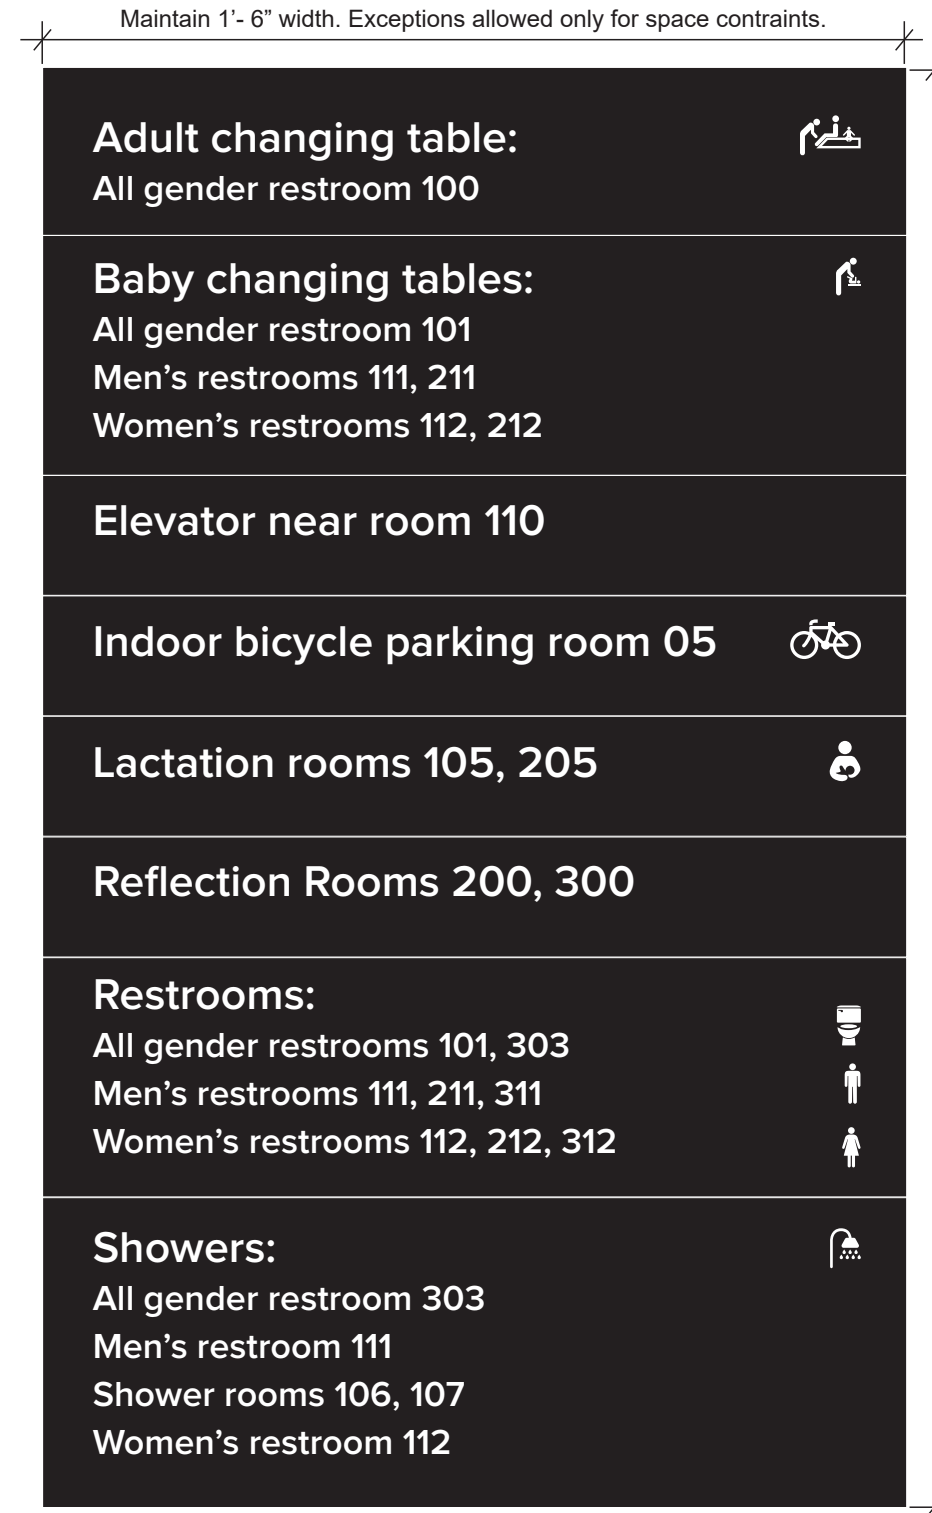 Maintain 1’- 6” width. Exceptions allowed only for space contraints.
Adult changing table:
All gender restroom 100
Baby changing tables:
All gender restroom 101
Men’s restrooms 111, 211
Women’s restrooms 112, 212
Elevator near room 110
Indoor bicycle parking room 05
Lactation rooms 105, 205
Reflection Rooms 200, 300
Restrooms:
All gender restrooms 101, 303
Men’s restrooms 111, 211, 311
Women’s restrooms 112, 212, 312
Showers:
All gender restroom 303
Men’s restroom 111
Shower rooms 106, 107
Women’s restroom 112